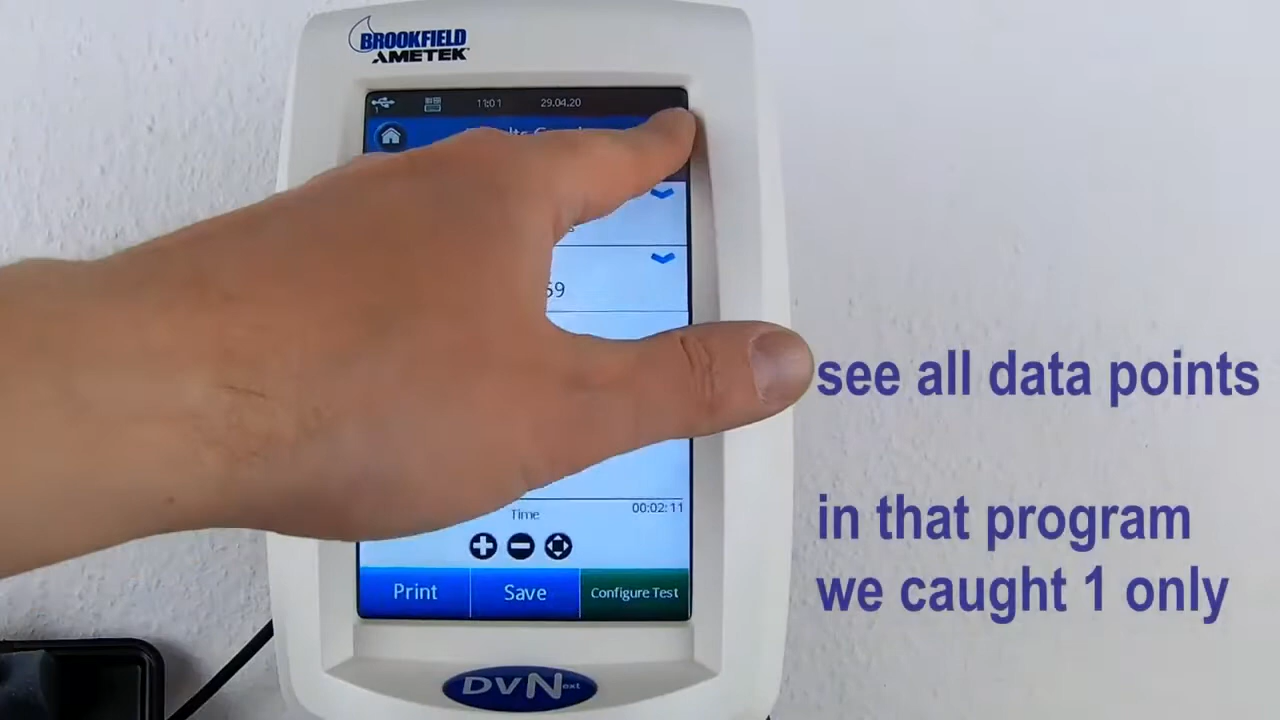 BROOKFIELD
AMETEK
1
11:01
29.04.20
59
see all data points
in that program
we caught 1 only
00:02:11
Time
Print
Save
Configure Test
DVNext